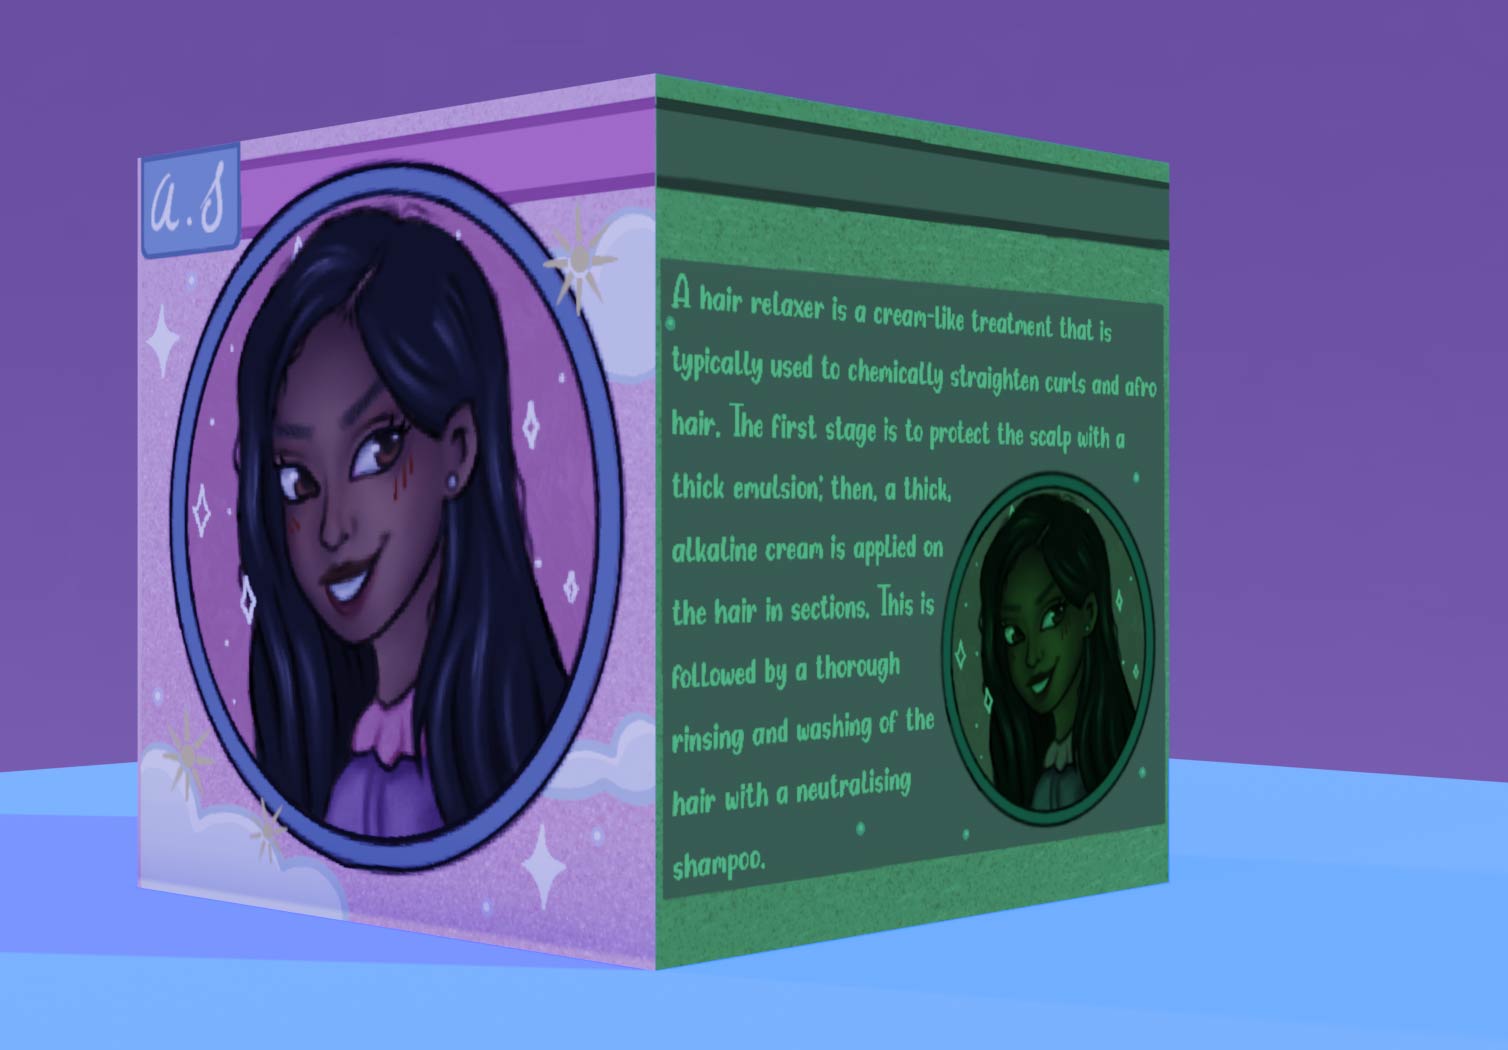 a.s
A hair relaxer is a cream-like treatment that is
typically used to chemically straighten curls and afro
hair. The first stage is to protect the scalp with a
thick emulsion; then, a thick,
alkaline cream is applied on
the hair in sections. This is
followed by a thorough
rinsing and washing of the
hair with a neutralising
shampoo.